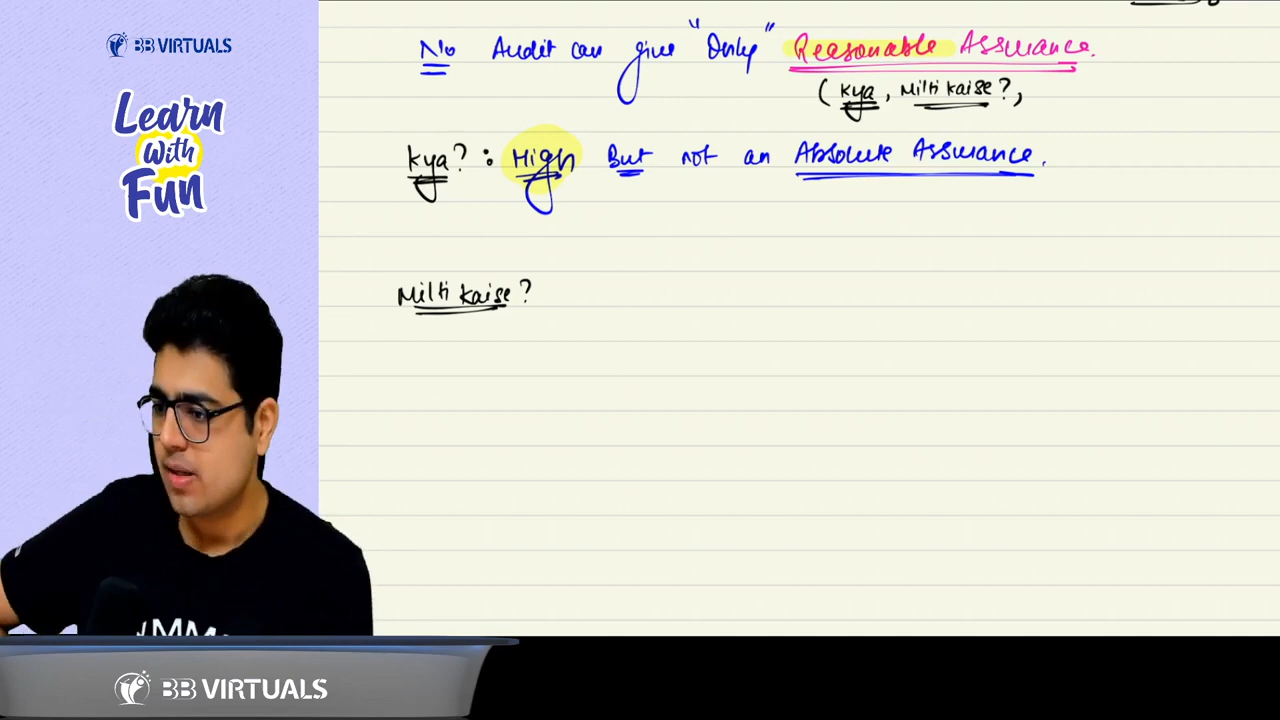 BB VIRTUALS
Learn
With
Fun
No Audit can give "Only" Reasonable Assurance.
(Kya, Milti kaise?,
Kya? : High But not an Absolute Assurance.
Milti kaise?
BB VIRTUALS